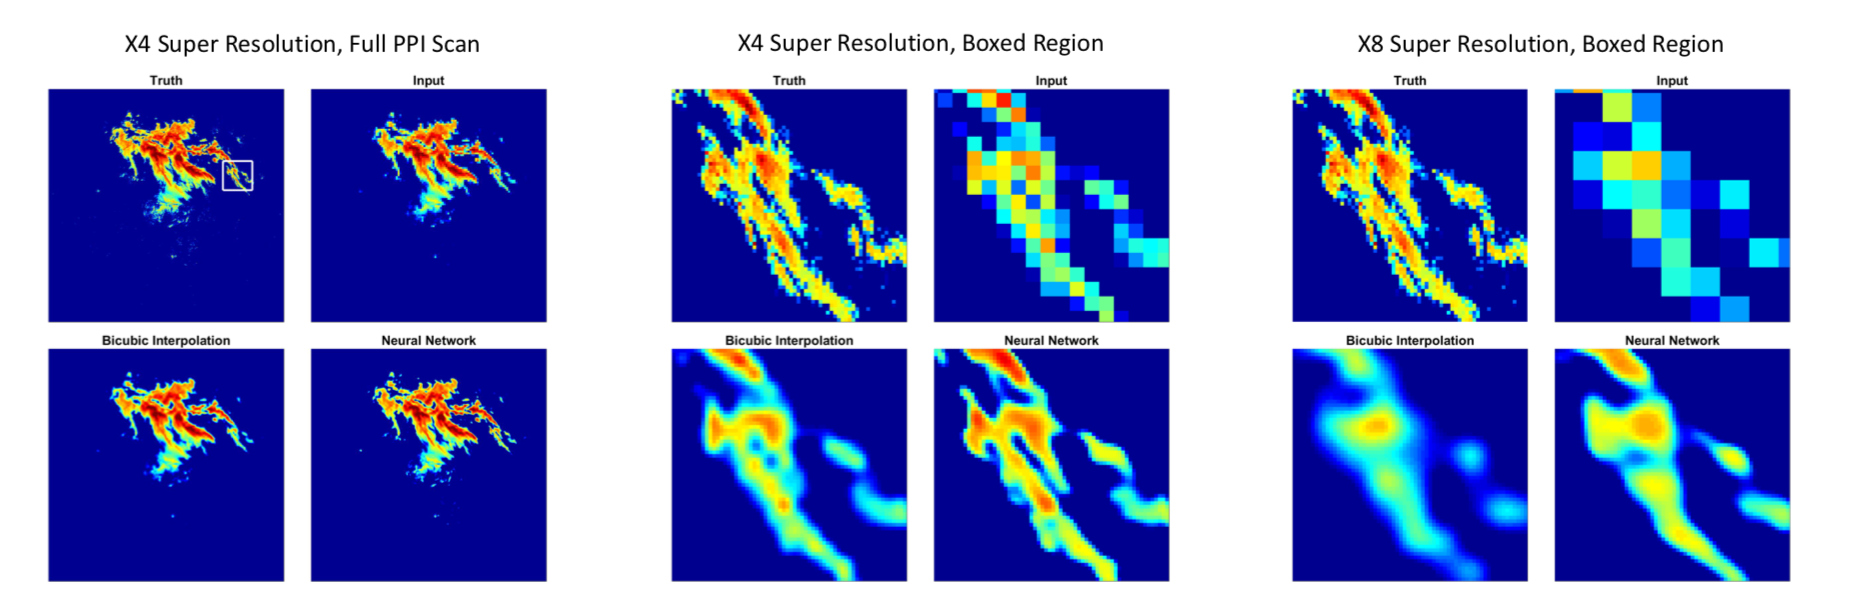 X4 Super Resolution, Full PPI Scan
Truth
Input
Bicubic Interpolation
Neural Network
X4 Super Resolution, Boxed Region
Truth
Input
Bicubic Interpolation
Neural Network
X8 Super Resolution, Boxed Region
Truth
Input
Bicubic Interpolation
Neural Network